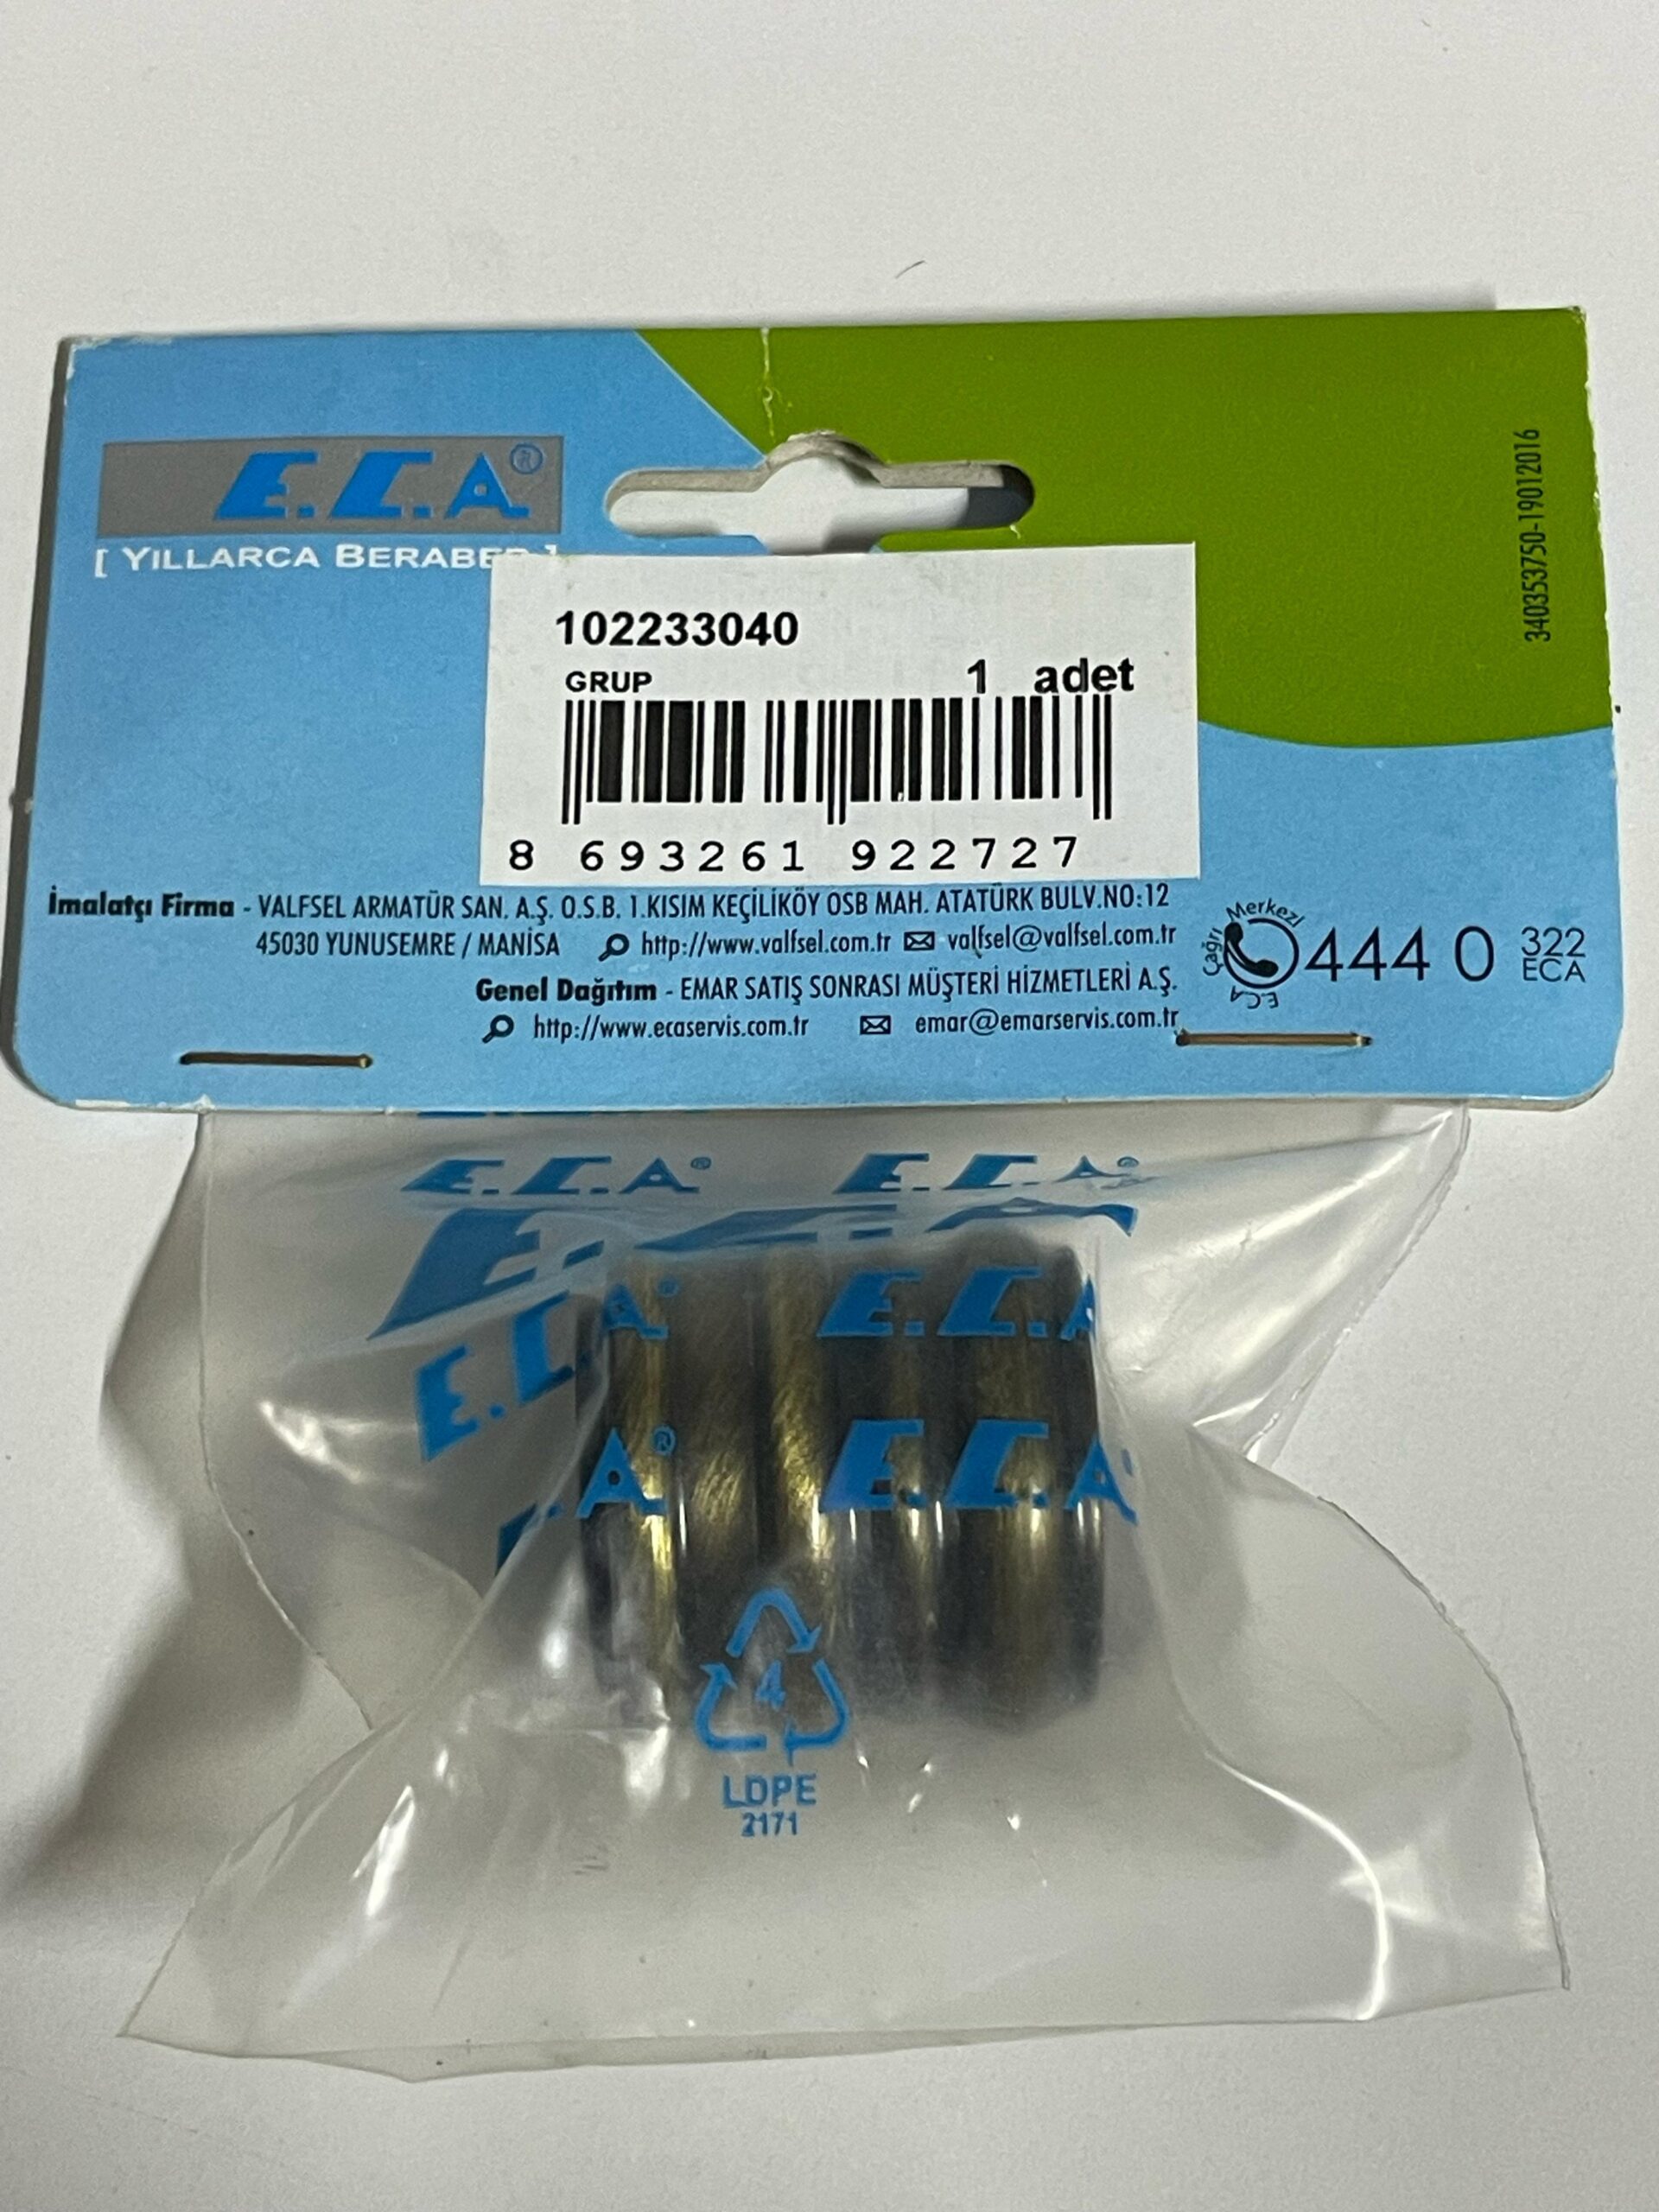 E.C.A®
[ YILLARCA BERABER ]
340353750-19012016
102233040
GRUP 1 adet
8 693261 922727
İmalatçı Firma - VALFSEL ARMATÜR SAN. A.Ş. O.S.B. 1.KISIM KEÇİLİKÖY OSB MAH. ATATÜRK BULV.NO:12
45030 YUNUSEMRE / MANİSA http://www.valfsel.com.tr valfsel@valfsel.com.tr
Genel Dağıtım - EMAR SATIŞ SONRASI MÜŞTERİ HİZMETLERİ A.Ş.
http://www.ecaservis.com.tr emar@emarservis.com.tr
E.C.A Çağrı Merkezi
444 0 322
ECA
E.C.A® E.C.A®
E.C.A
E.C.A® E.C.A
.A® E.C.A
4
LDPE
2171